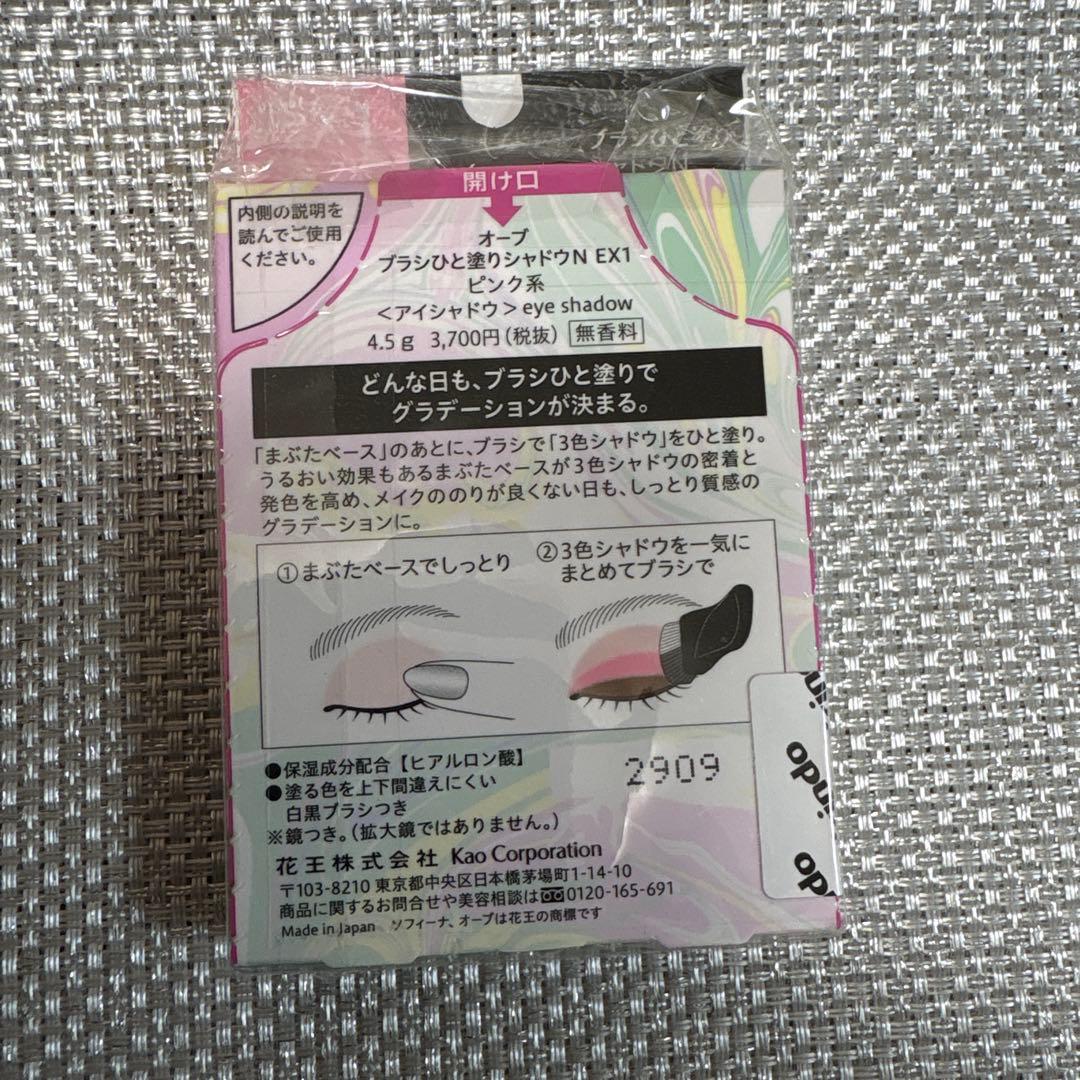 ブラシひと塗り
シャドウN
開け口
内側の説明を
読んでご使用
ください。
オーブ
ブラシひと塗りシャドウN EX1
ピンク系
＜アイシャドウ＞eye shadow
4.5g 3,700円(税抜) 無香料
どんな日も、ブラシひと塗りで
グラデーションが決まる。
「まぶたベース」のあとに、ブラシで「3色シャドウ」をひと塗り。
うるおい効果もあるまぶたベースが3色シャドウの密着と
発色を高め、メイクののりが良くない日も、しっとり質感の
グラデーションに。
①まぶたベースでしっとり
②3色シャドウを一気に
まとめてブラシで
●保湿成分配合【ヒアルロン酸】
●塗る色を上下間違えにくい
白黒ブラシつき
※鏡つき。(拡大鏡ではありません。)
2909
花王株式会社 Kao Corporation
〒103-8210 東京都中央区日本橋茅場町1-14-10
商品に関するお問合せや美容相談は0120-165-691
Made in Japan ソフィーナ、オーブは花王の商標です